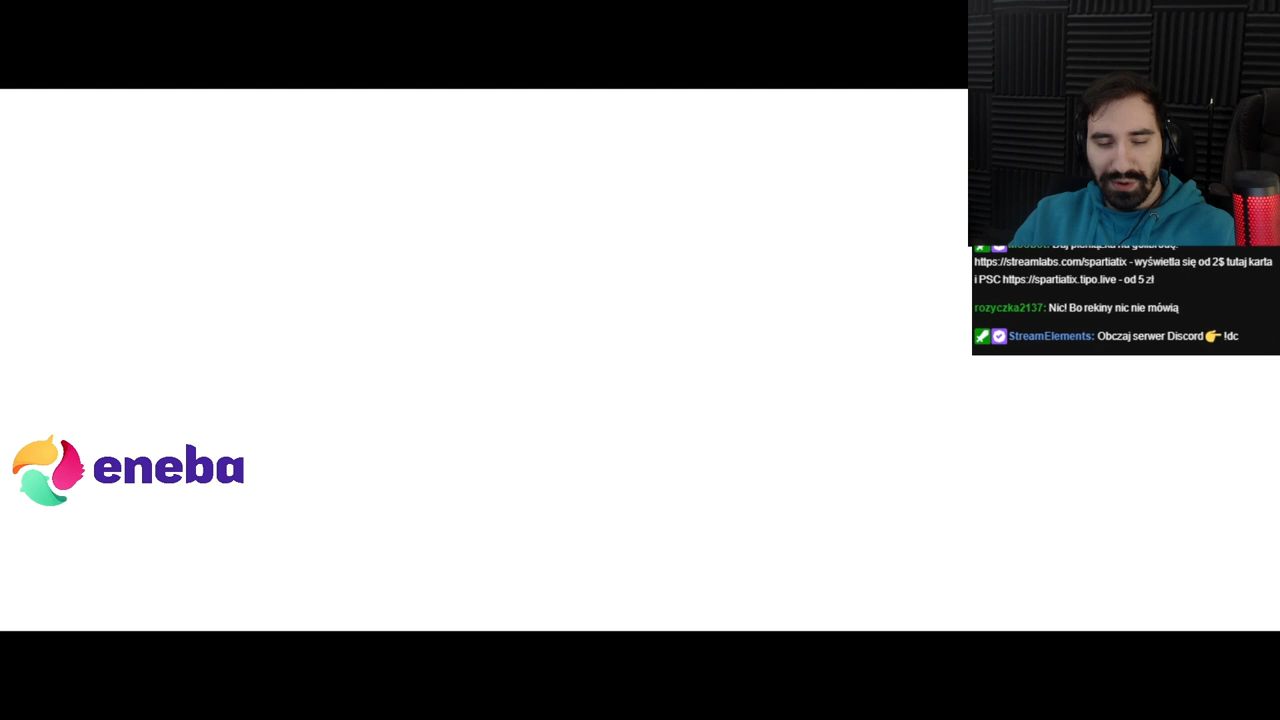 https://streamlabs.com/spartiatix - wyświetla się od 2$ tutaj karta
i PSC https://spartiatix.tipo.live - od 5 zł
rozyczka2137: Nic! Bo rekiny nic nie mówią
StreamElements: Obczaj serwer Discord 👉 !dc
eneba